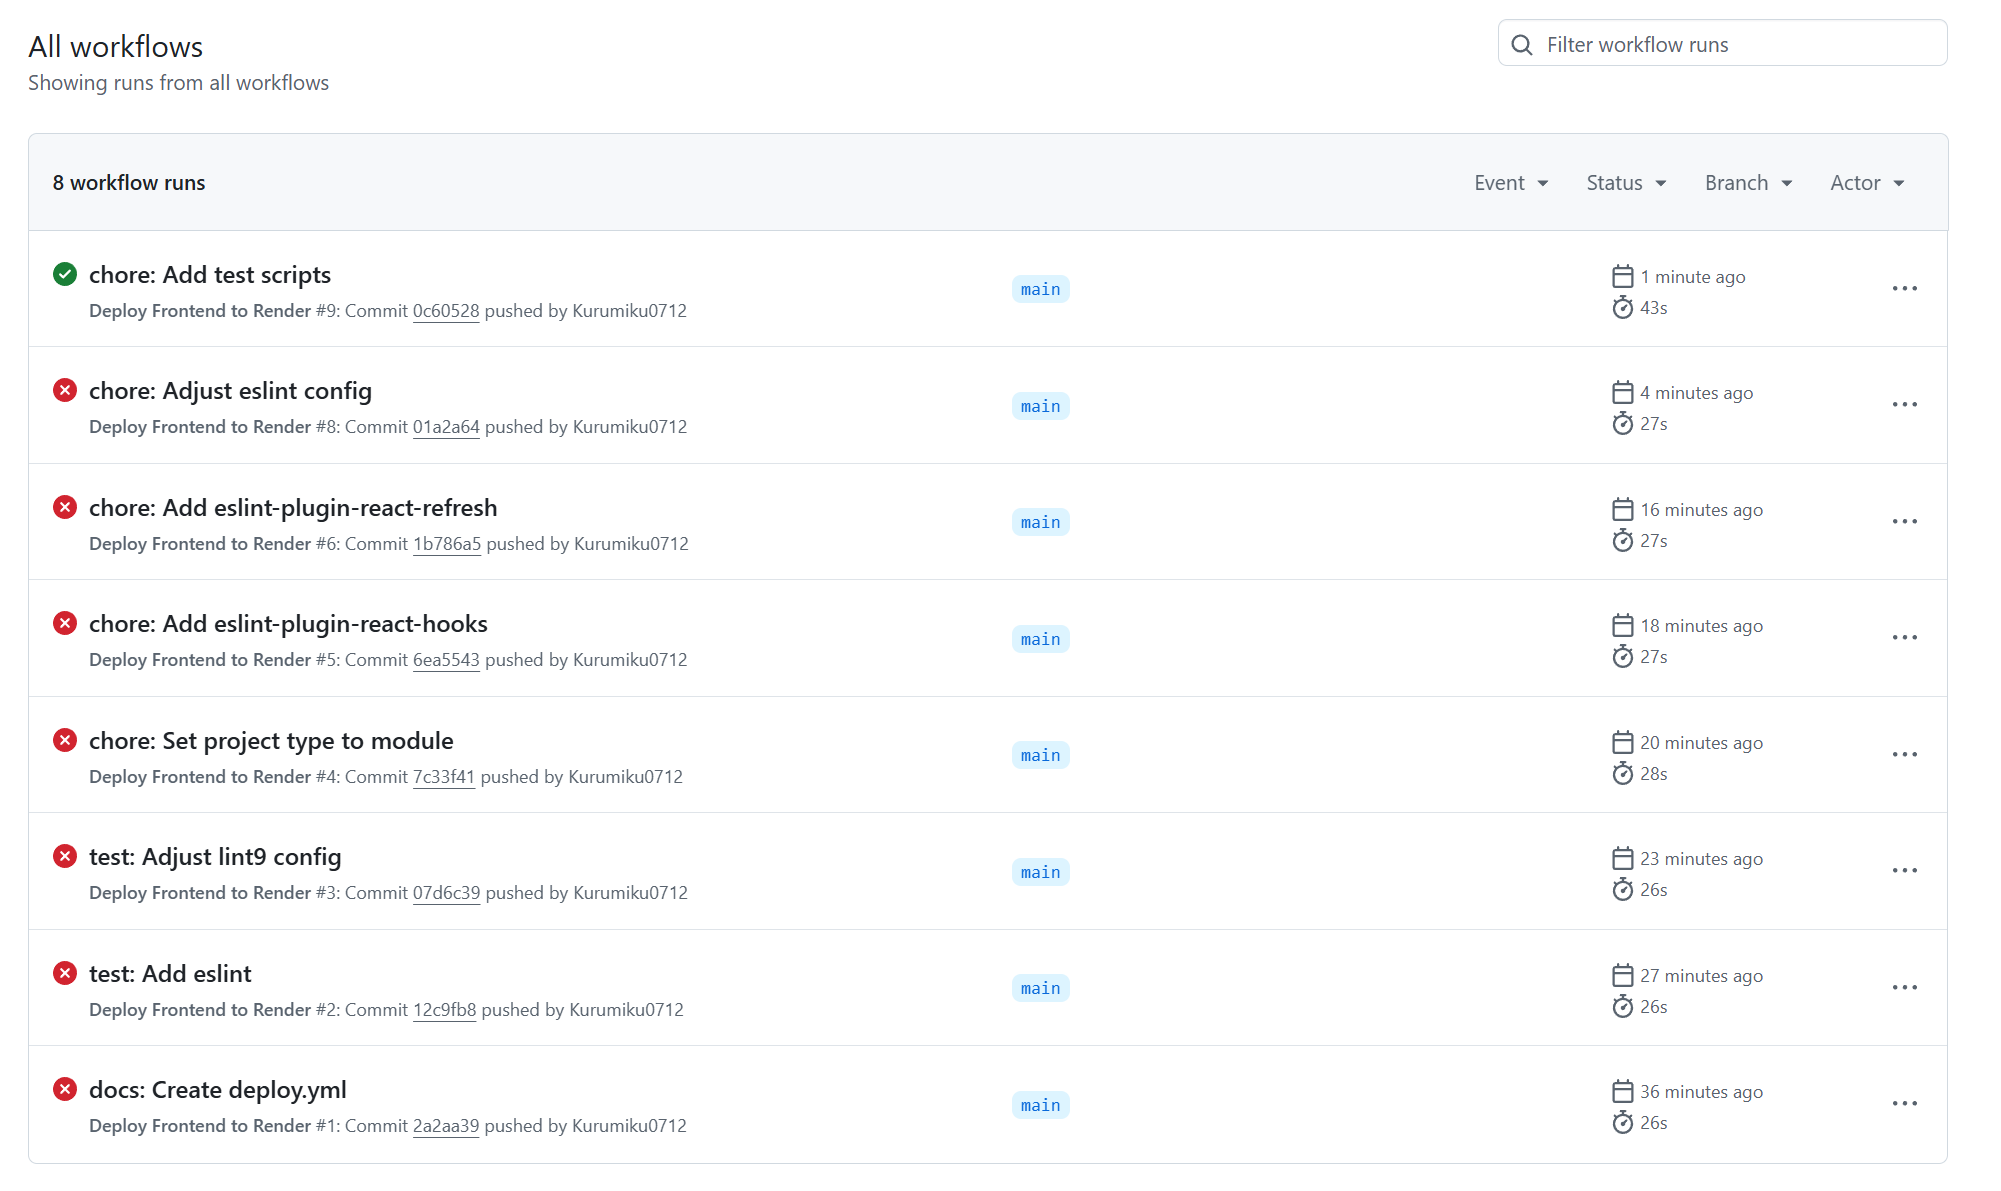 All workflows
Showing runs from all workflows
Filter workflow runs
8 workflow runs
Event Status Branch Actor
chore: Add test scripts
Deploy Frontend to Render #9: Commit 0c60528 pushed by Kurumiku0712
main
1 minute ago
43s
chore: Adjust eslint config
Deploy Frontend to Render #8: Commit 01a2a64 pushed by Kurumiku0712
main
4 minutes ago
27s
chore: Add eslint-plugin-react-refresh
Deploy Frontend to Render #6: Commit 1b786a5 pushed by Kurumiku0712
main
16 minutes ago
27s
chore: Add eslint-plugin-react-hooks
Deploy Frontend to Render #5: Commit 6ea5543 pushed by Kurumiku0712
main
18 minutes ago
27s
chore: Set project type to module
Deploy Frontend to Render #4: Commit 7c33f41 pushed by Kurumiku0712
main
20 minutes ago
28s
test: Adjust lint9 config
Deploy Frontend to Render #3: Commit 07d6c39 pushed by Kurumiku0712
main
23 minutes ago
26s
test: Add eslint
Deploy Frontend to Render #2: Commit 12c9fb8 pushed by Kurumiku0712
main
27 minutes ago
26s
docs: Create deploy.yml
Deploy Frontend to Render #1: Commit 2a2aa39 pushed by Kurumiku0712
main
36 minutes ago
26s